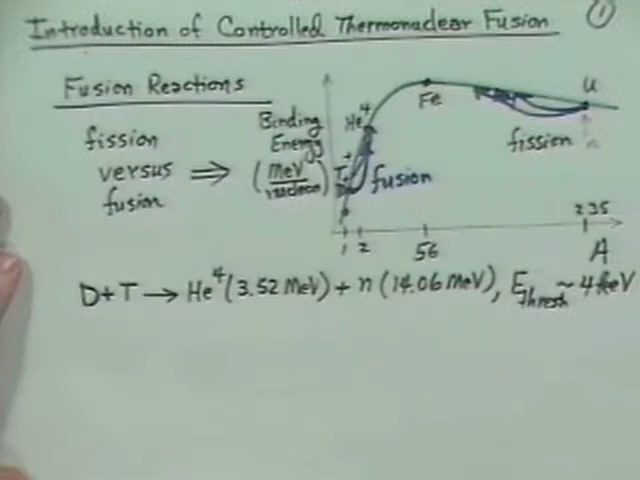 Introduction of Controlled Thermonuclear Fusion 1
Fusion Reactions
fission
versus ⇒
fusion
Binding
Energy
(MeV/nucleon)
He⁴
T
D
fusion
Fe
U
fission
n
1 2 56 235
A
D+T → He⁴(3.52 MeV) + n (14.06 MeV), E_thresh ~ 4 keV